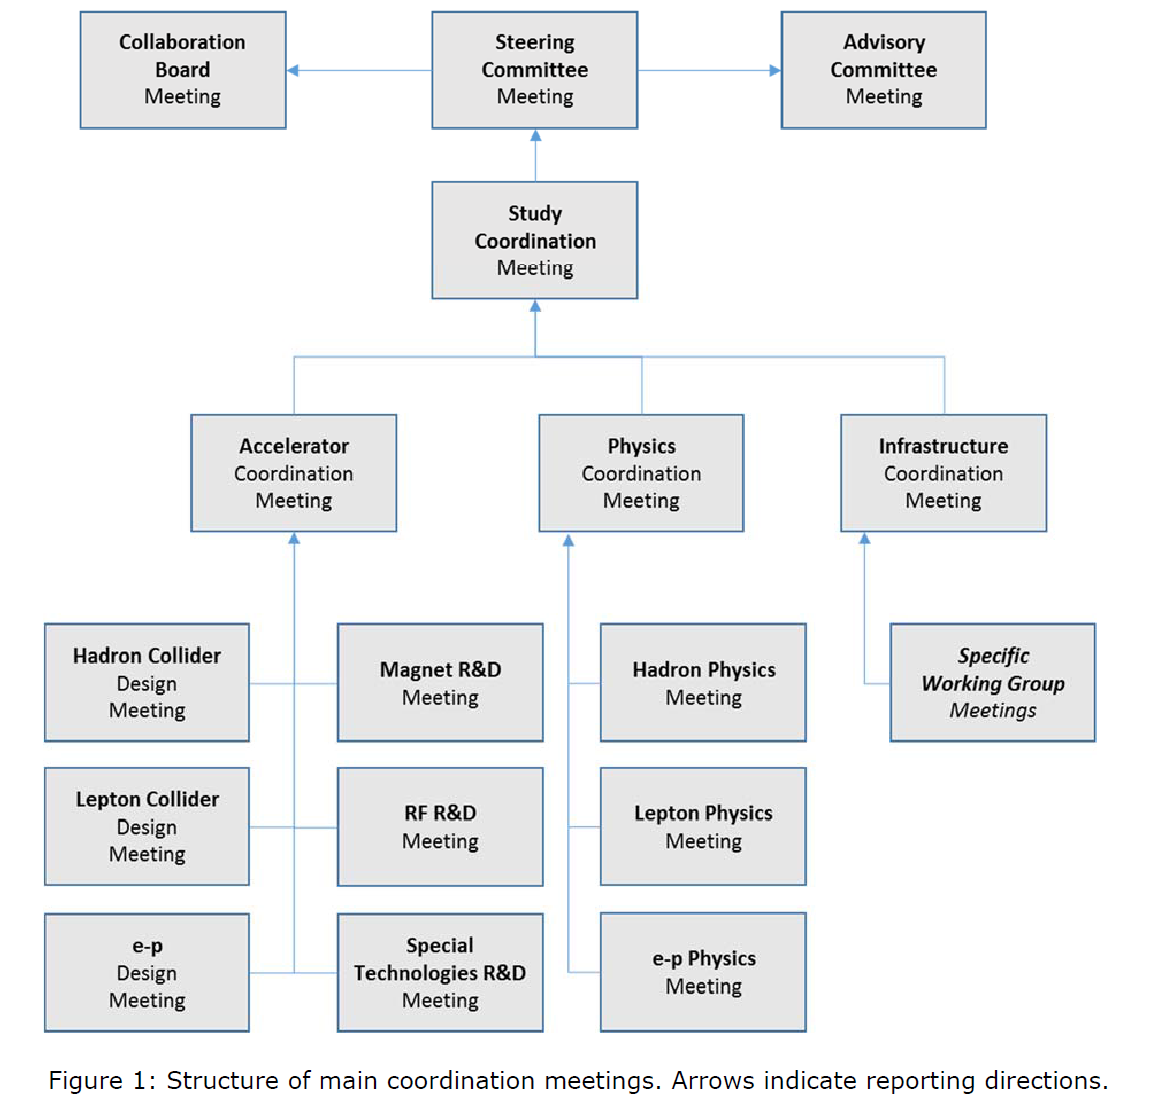 Collaboration
Board
Meeting
Steering
Committee
Meeting
Advisory
Committee
Meeting
Study
Coordination
Meeting
Accelerator
Coordination
Meeting
Physics
Coordination
Meeting
Infrastructure
Coordination
Meeting
Hadron Collider
Design
Meeting
Magnet R&D
Meeting
Hadron Physics
Meeting
Specific
Working Group
Meetings
Lepton Collider
Design
Meeting
RF R&D
Meeting
Lepton Physics
Meeting
e-p
Design
Meeting
Special
Technologies R&D
Meeting
e-p Physics
Meeting
Figure 1: Structure of main coordination meetings. Arrows indicate reporting directions.